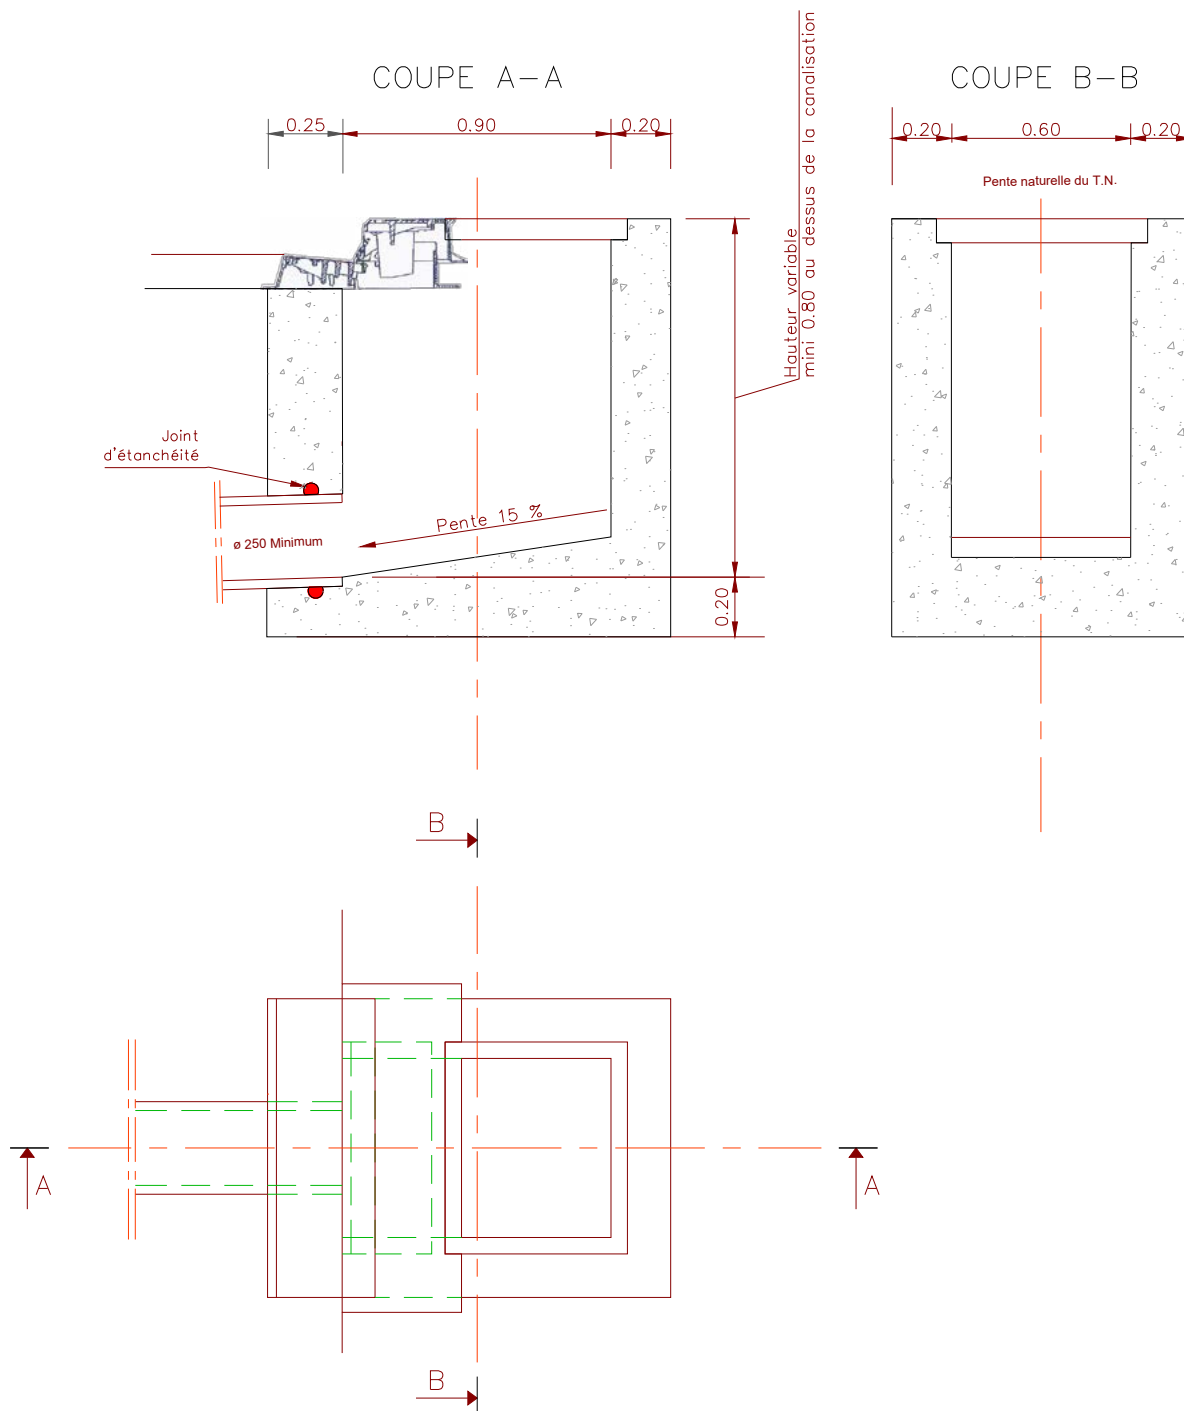 COUPE A-A
COUPE B-B
0.25
0.90
0.20
Hauteur variable
mini 0.80 au dessus de la canalisation
0.20
0.60
0.20
Pente naturelle du T.N.
Joint
d'étanchéité
Pente 15 %
ø 250 Minimum
0.20
B
A
A
B